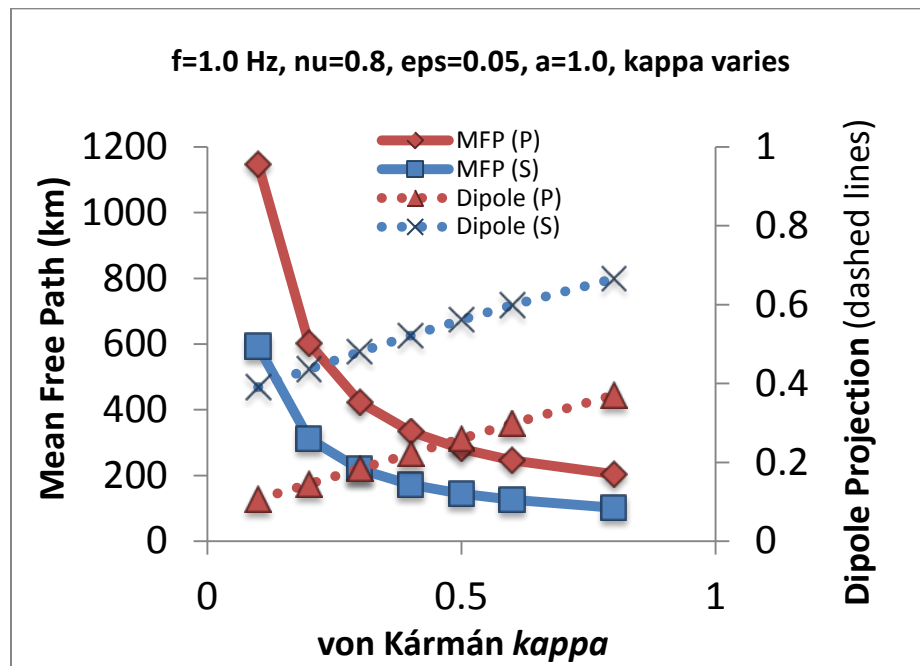 f=1.0 Hz, nu=0.8, eps=0.05, a=1.0, kappa varies
MFP (P)
MFP (S)
Dipole (P)
Dipole (S)
Mean Free Path (km)
1200
1000
800
600
400
200
0
1
0.8
0.6
0.4
0.2
0
Dipole Projection (dashed lines)
0
0.5
1
von Kármán kappa